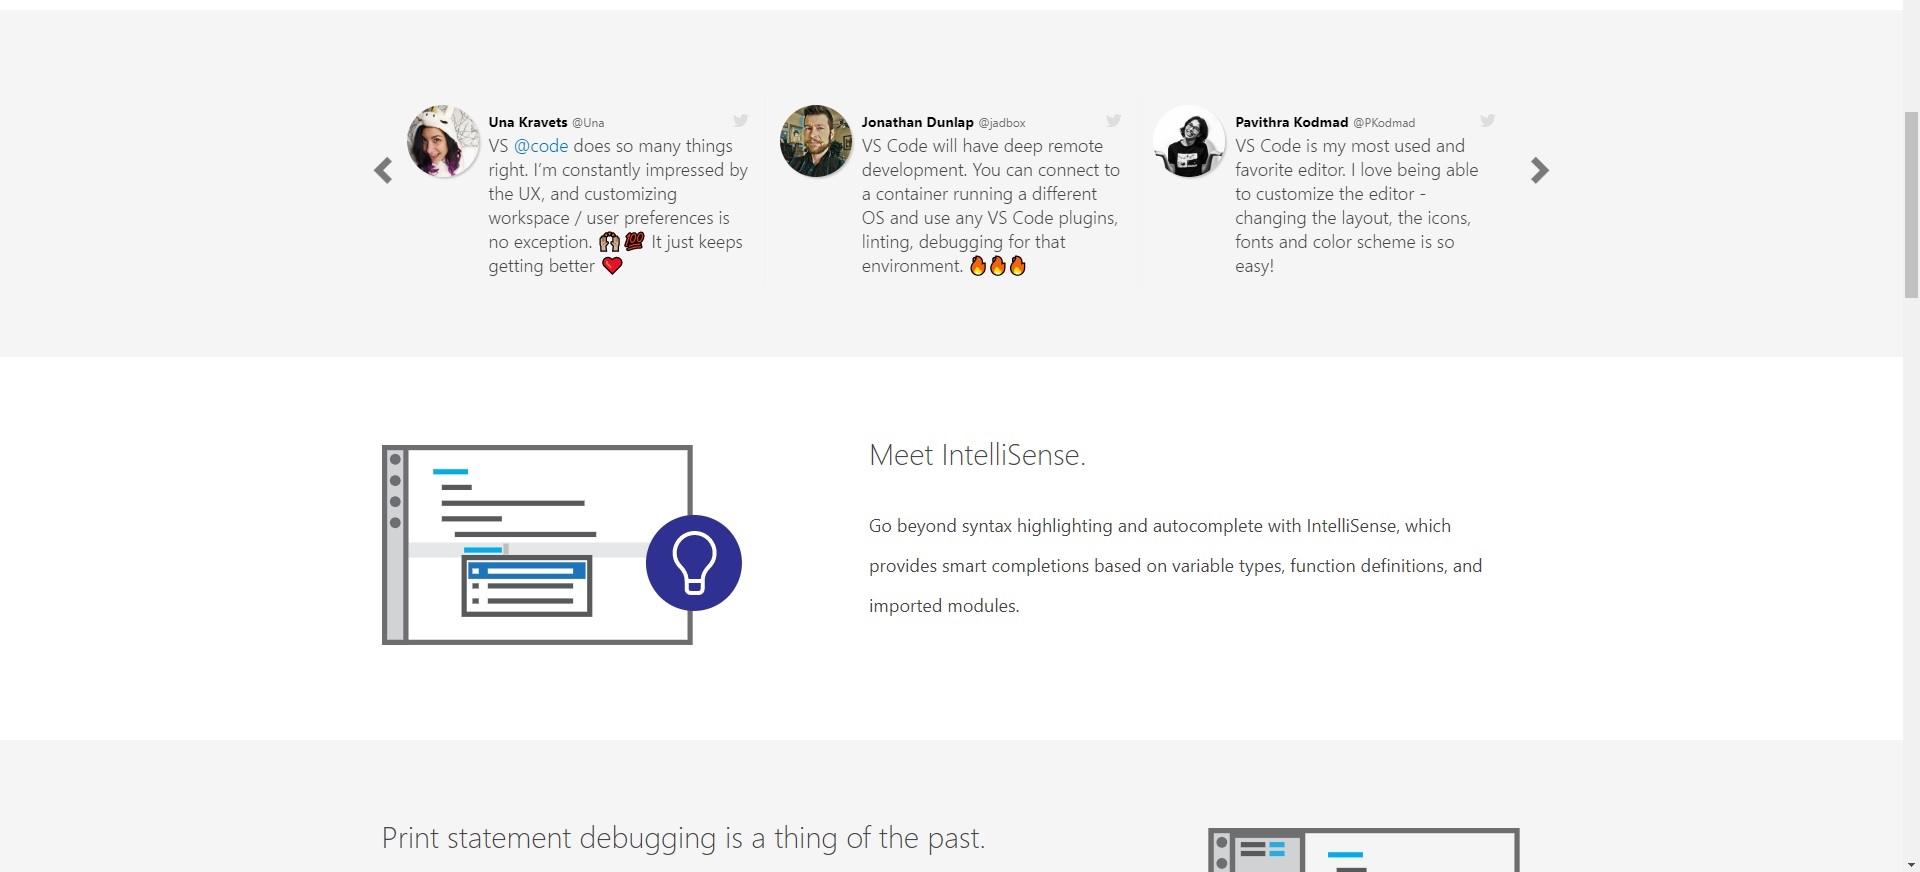 Una Kravets @Una
VS @code does so many things
right. I’m constantly impressed by
the UX, and customizing
workspace / user preferences is
no exception. 🙌🏽💯 It just keeps
getting better ❤️
Jonathan Dunlap @jadbox
VS Code will have deep remote
development. You can connect to
a container running a different
OS and use any VS Code plugins,
linting, debugging for that
environment. 🔥🔥🔥
Pavithra Kodmad @PKodmad
VS Code is my most used and
favorite editor. I love being able
to customize the editor -
changing the layout, the icons,
fonts and color scheme is so
easy!
Meet IntelliSense.
Go beyond syntax highlighting and autocomplete with IntelliSense, which
provides smart completions based on variable types, function definitions, and
imported modules.
Print statement debugging is a thing of the past.